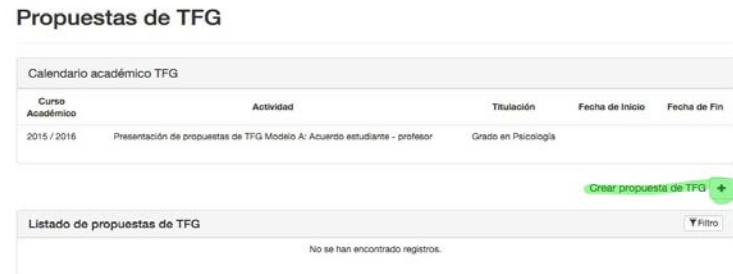 Propuestas de TFG
Calendario académico TFG
Curso Académico Actividad Titulación Fecha de Inicio Fecha de Fin
2015 / 2016 Presentación de propuestas de TFG Modelo A: Acuerdo estudiante - profesor Grado en Psicología
Crear propuesta de TFG +
Listado de propuestas de TFG Filtro
No se han encontrado registros.